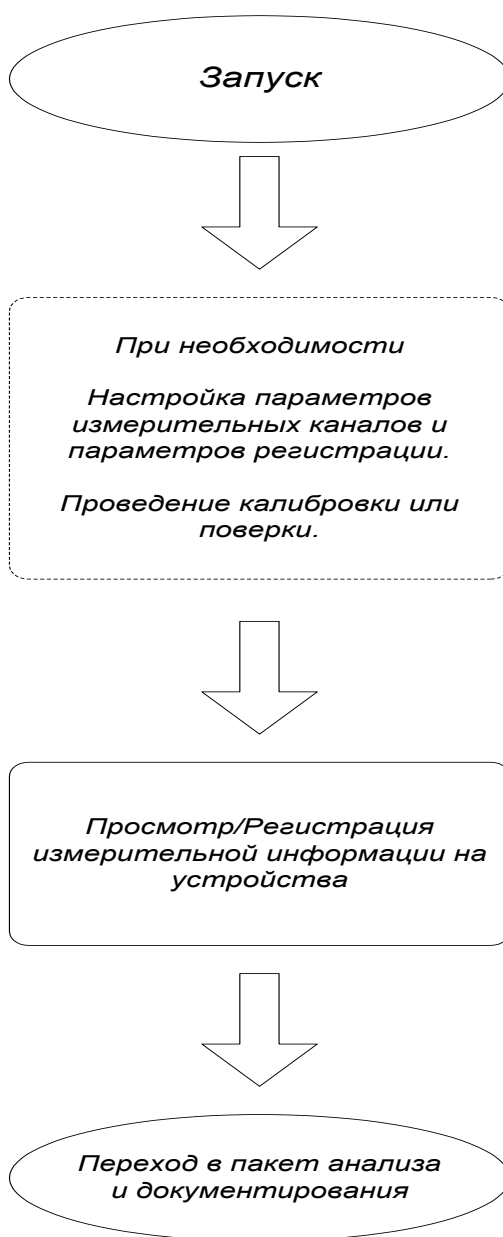 Запуск
При необходимости
Настройка параметров
измерительных каналов и
параметров регистрации.
Проведение калибровки или
поверки.
Просмотр/Регистрация
измерительной информации на
устройства
Переход в пакет анализа
и документирования